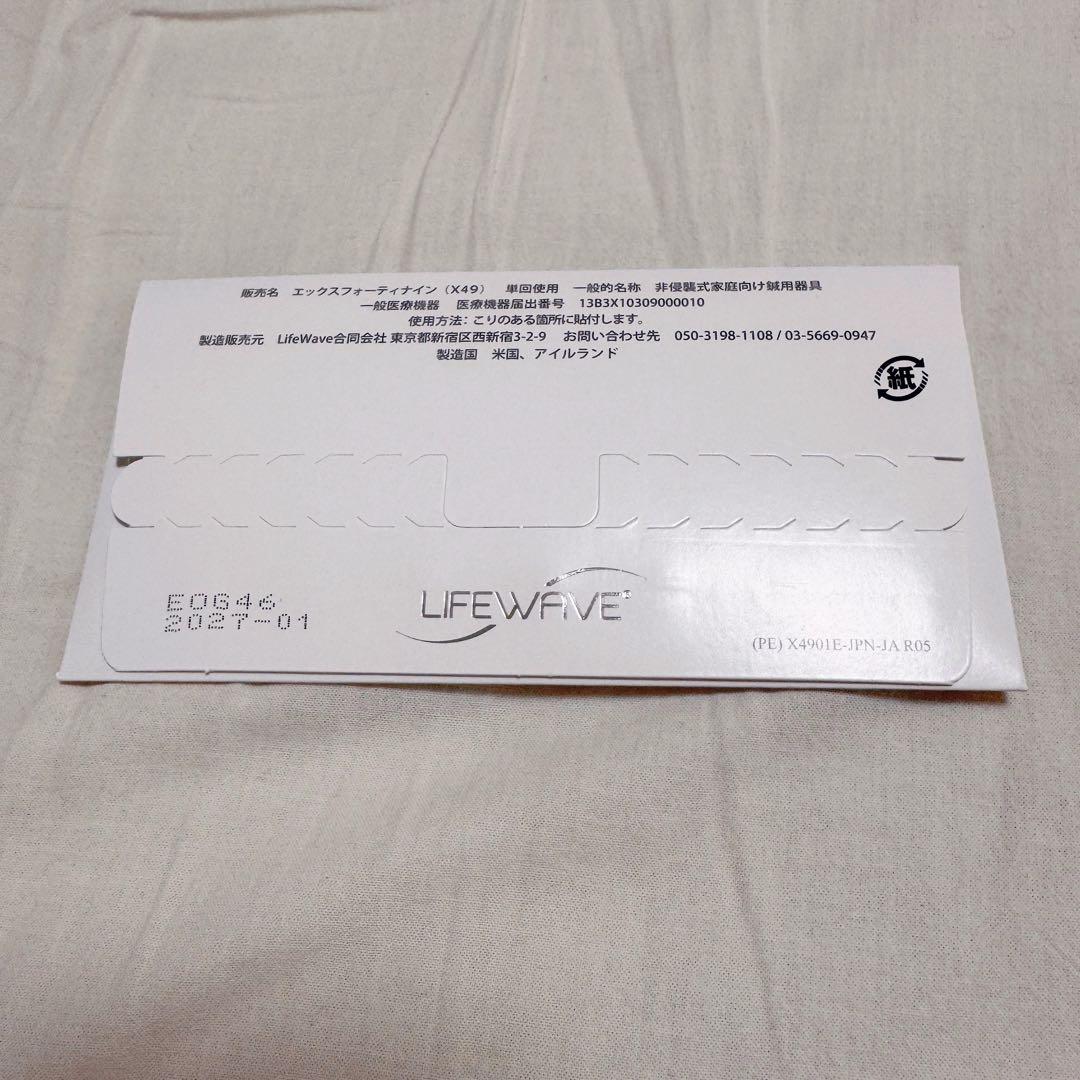 販売名 エックスフォーティナイン（X49） 単回使用 一般的名称 非侵襲式家庭向け鍼用器具
一般医療機器 医療機器届出番号 13B3X10309000010
使用方法：こりのある箇所に貼付します。
製造販売元 LifeWave合同会社 東京都新宿区西新宿3-2-9 お問い合わせ先 050-3198-1108 / 03-5669-0947
製造国 米国、アイルランド
紙
E0G46
2027-01
LIFEWAVE®
(PE) X4901E-JPN-JA R05